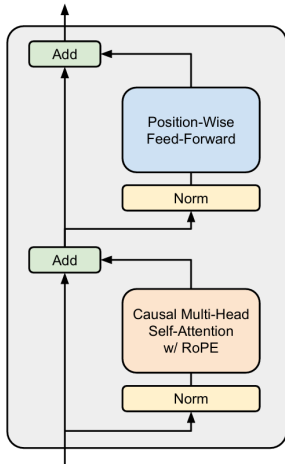 Add
Position-Wise
Feed-Forward
Norm
Add
Causal Multi-Head
Self-Attention
w/ RoPE
Norm